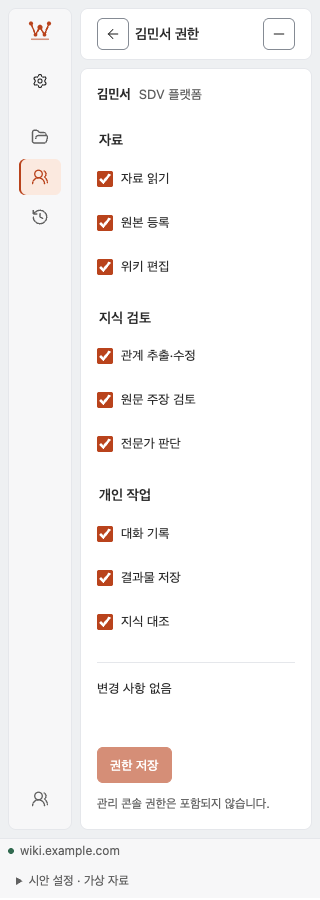 김민서 권한
김민서 SDV 플랫폼
자료
자료 읽기
원본 등록
위키 편집
지식 검토
관계 추출·수정
원문 주장 검토
전문가 판단
개인 작업
대화 기록
결과물 저장
지식 대조
변경 사항 없음
권한 저장
관리 콘솔 권한은 포함되지 않습니다.
wiki.example.com
시안 설정 · 가상 자료